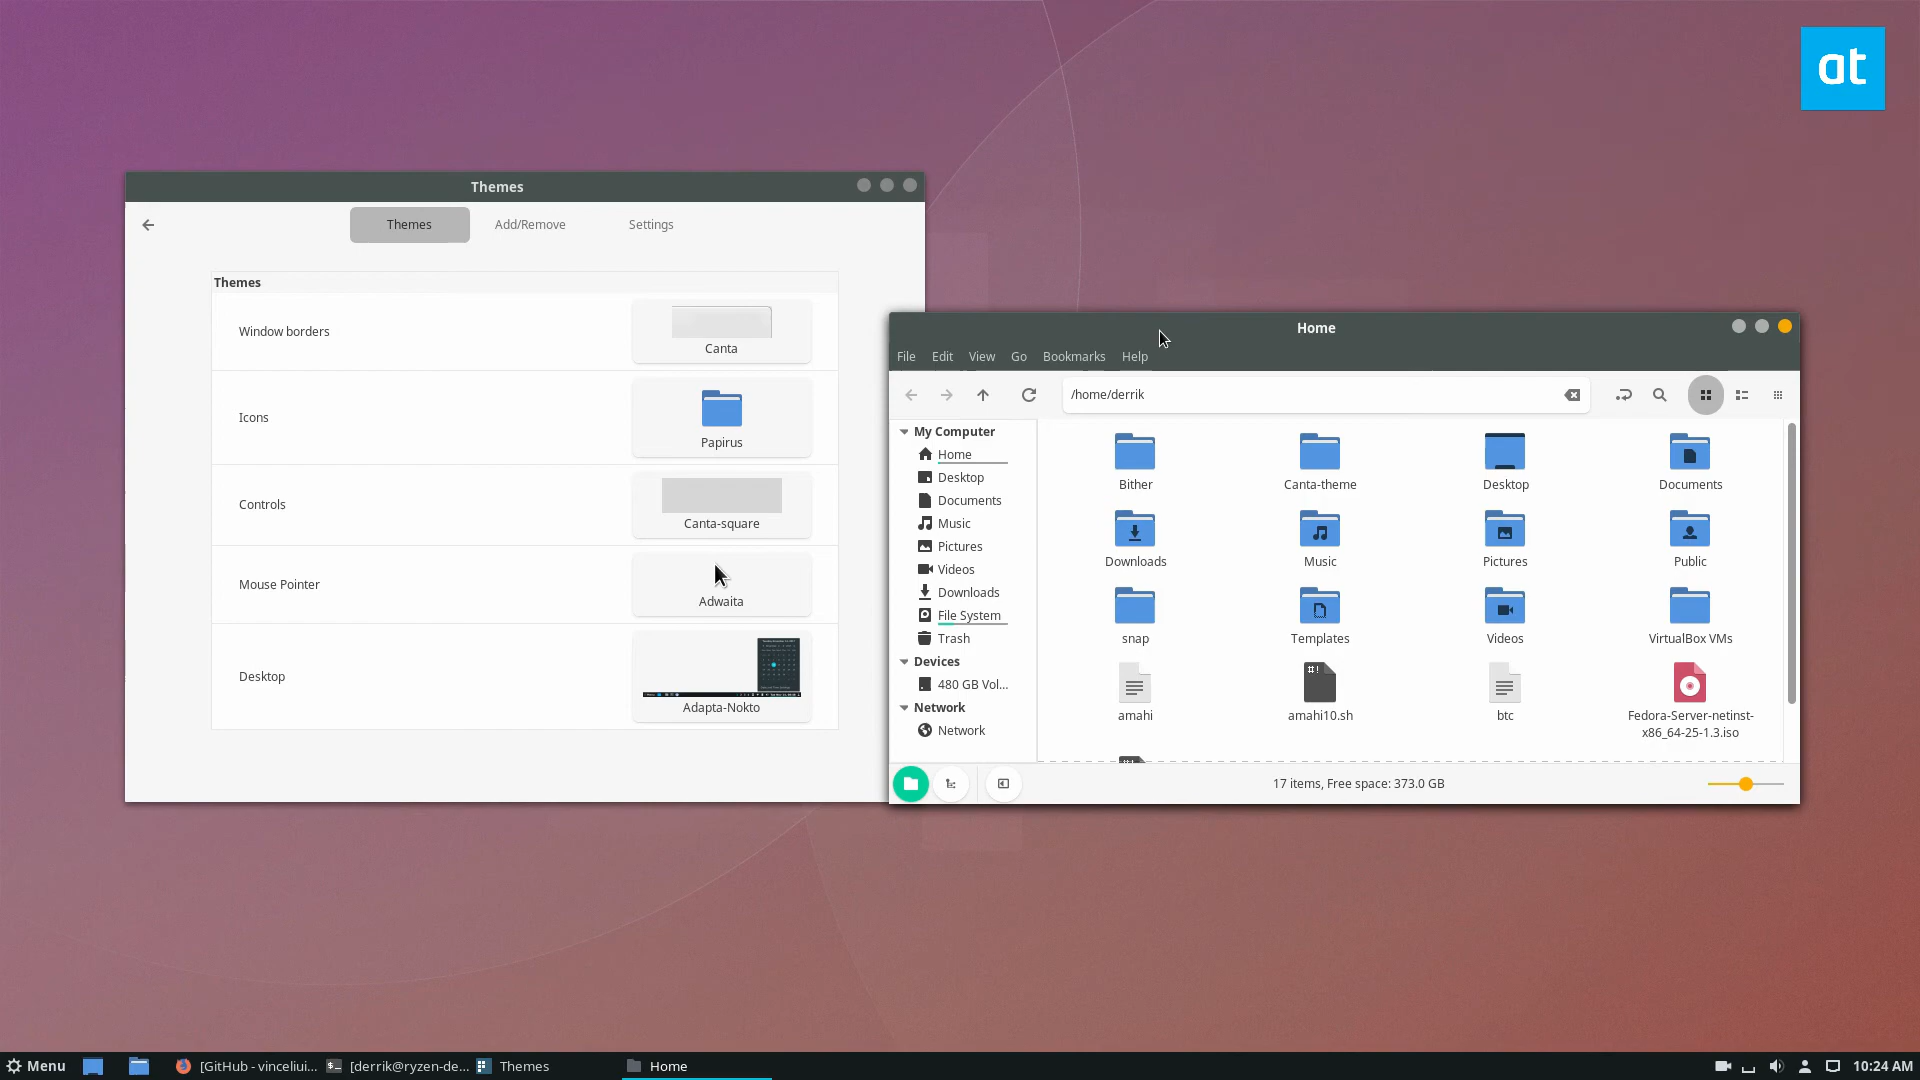 at
Themes
Themes Add/Remove Settings
Themes
Window borders
Canta
Icons
Papirus
Controls
Canta-square
Mouse Pointer
Adwaita
Desktop
Adapta-Nokto
Home
File Edit View Go Bookmarks Help
/home/derrik
My Computer
Home
Desktop
Documents
Music
Pictures
Videos
Downloads
File System
Trash
Devices
480 GB Vol...
Network
Network
Bither Canta-theme Desktop Documents
Downloads Music Pictures Public
snap Templates Videos VirtualBox VMs
#!
amahi amahi10.sh btc Fedora-Server-netinst-
x86_64-25-1.3.iso
17 items, Free space: 373.0 GB
Menu [GitHub - vinceliui... [derrik@ryzen-de... Themes Home 10:24 AM